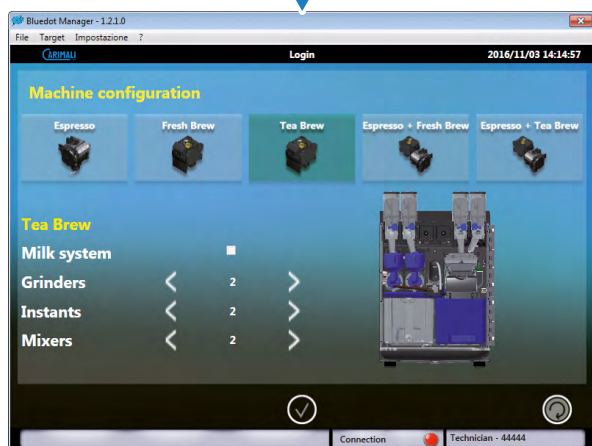 Bluedot Manager - 1.2.1.0
File Target Impostazione ?
CARIMALI Login 2016/11/03 14:14:57
Machine configuration
Espresso Fresh Brew Tea Brew Espresso + Fresh Brew Espresso + Tea Brew
Tea Brew
Milk system
Grinders 2
Instants 2
Mixers 2
Connection Technician - 44444